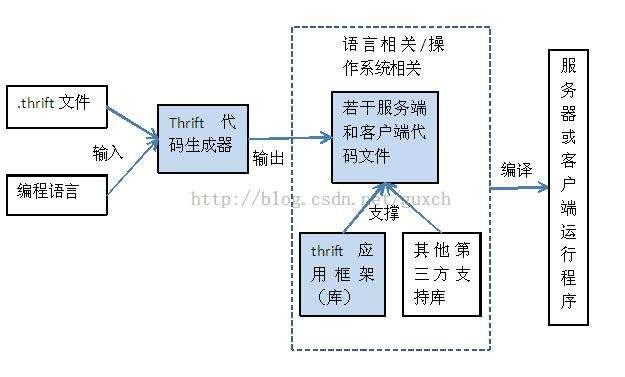 语言相关/操
作系统相关
.thrift 文件
编程语言
输入
Thrift 代
码生成器
输出
若干服务端
和客户端代
码文件
http://blog.csdn.net/guxch
支撑
thrift 应
用框架
（库）
其他第
三方支
持库
编译
服
务
器
或
客
户
端
运
行
程
序